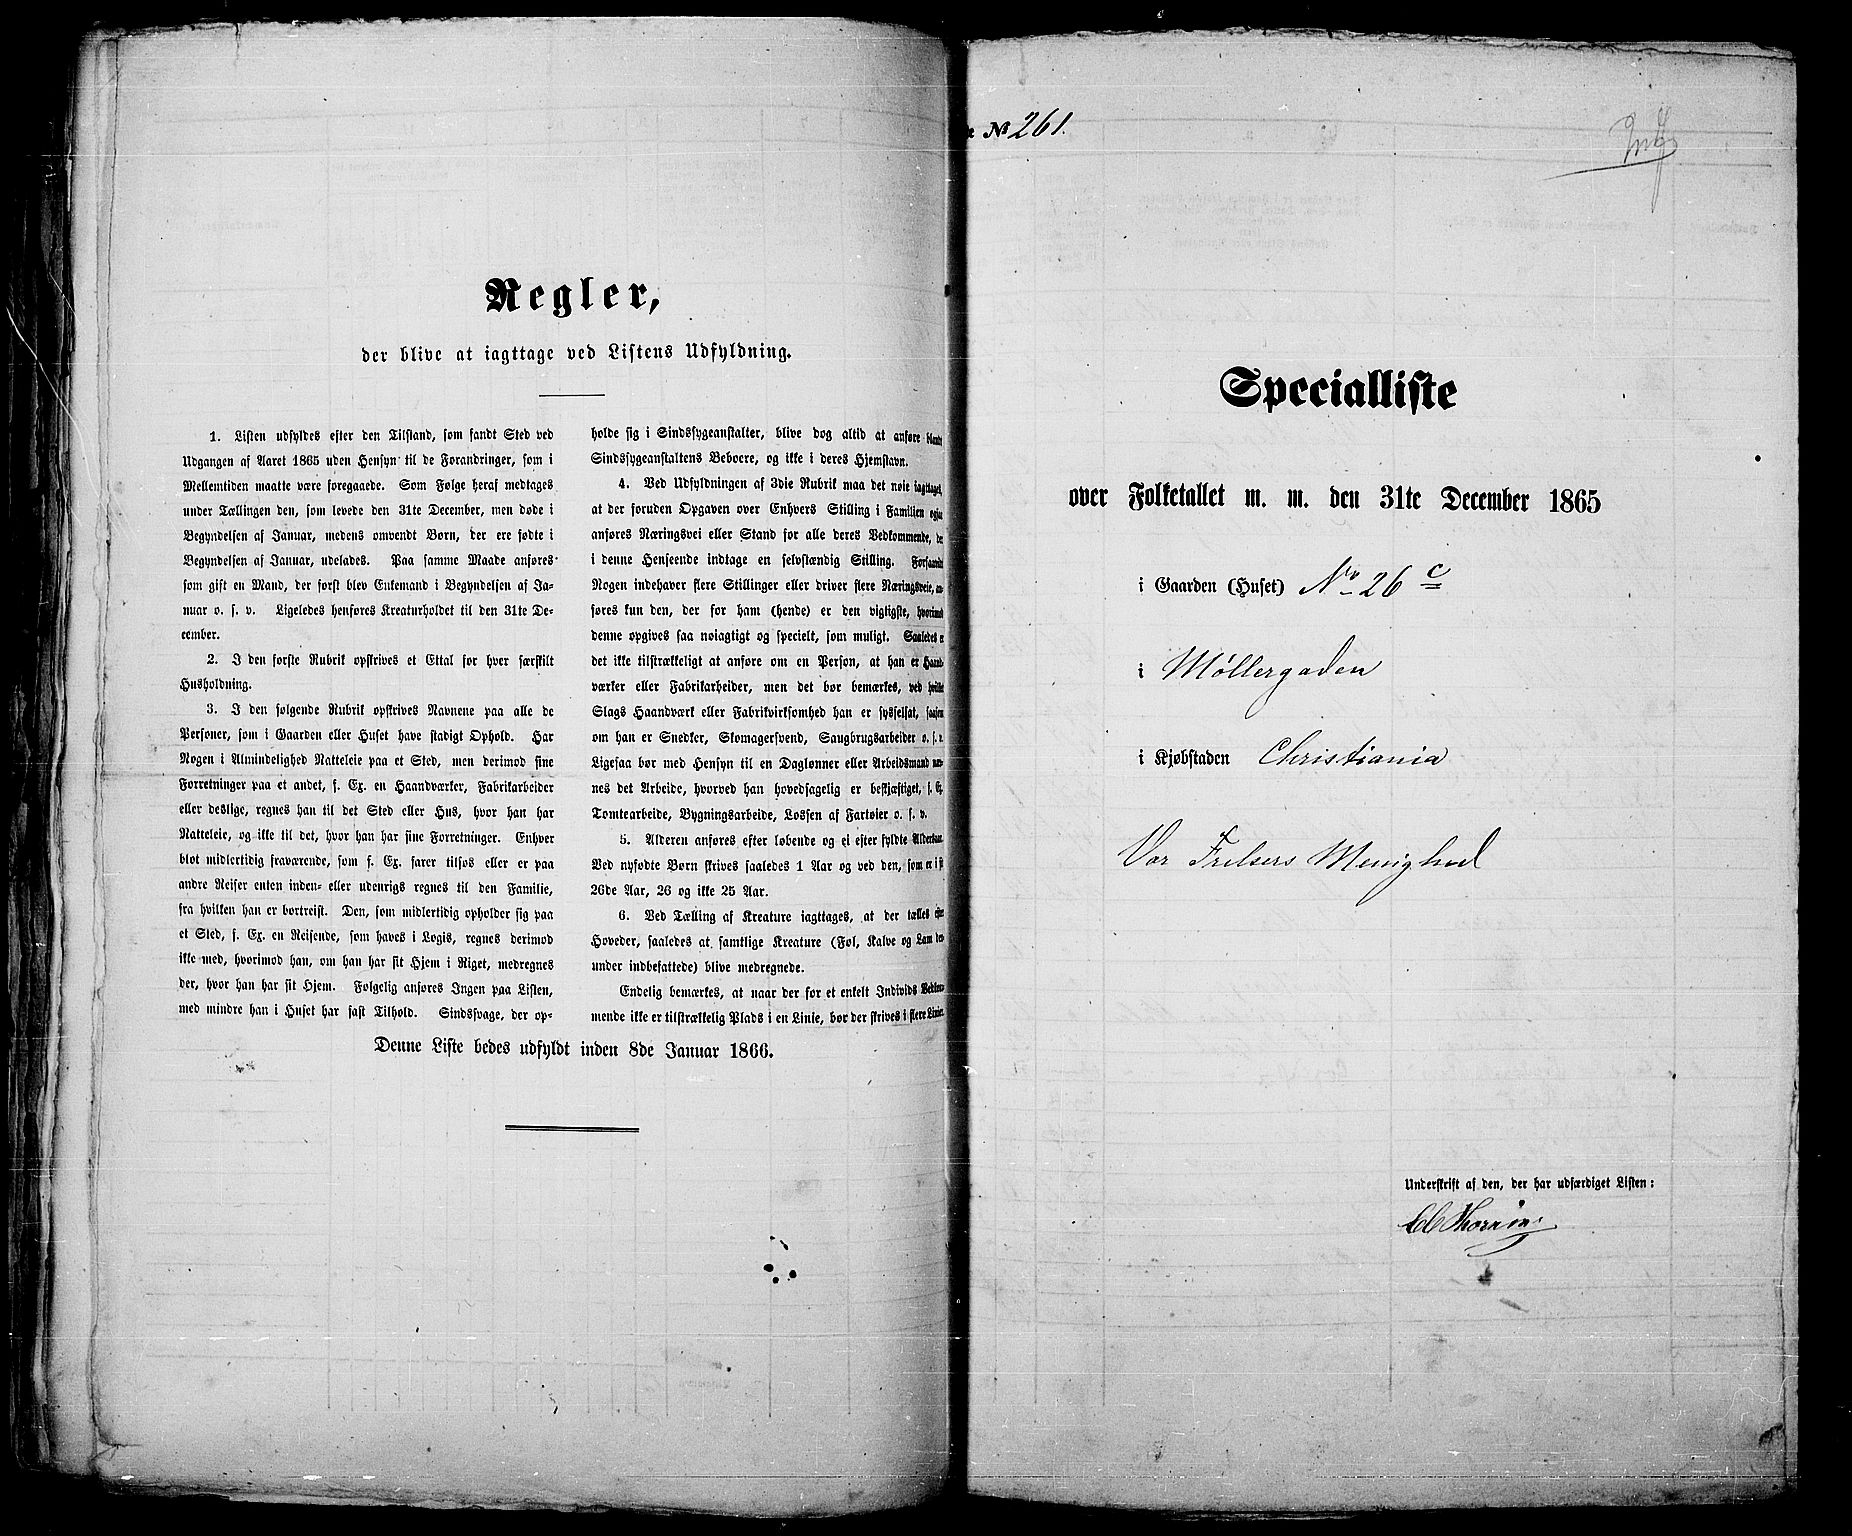 Regler,
der blive at iagttage ved Listens Udfyldning.
1. Listen udfyldes efter den Tilstand, som fandt Sted ved
Udgangen af Aaret 1865 uden Hensyn til de Forandringer, som i
Mellemtiden maatte være foregaaede. Som Følge heraf medtages
under Tællingen den, som levede den 31te December, men døde i
Begyndelsen af Januar, medens omvendt Børn, der ere fødte i
Begyndelsen af Januar, udelades. Paa samme Maade anføres
som gift en Mand, der først blev Enkemand i Begyndelsen af Ja-
nuar o. s. v. Ligeledes henføres Kreaturholdet til den 31te De-
cember.
2. I den første Rubrik opskrives et Ettal for hver særskilt
Husholdning.
3. I den følgende Rubrik opskrives Navnene paa alle de
Personer, som i Gaarden eller Huset have stadigt Ophold. Har
Nogen i Almindelighed Natteleie paa et Sted, men derimod sine
Forretninger paa et andet, f. Ex. en Haandværker, Fabrikarbeider
eller deslige, regnes han til det Sted eller Hus, hvor han har
Natteleie, og ikke til det, hvor han har sine Forretninger. Enhver
blot midlertidig fraværende, som f. Ex. farer tilsøs eller er paa
andre Reiser enten inden- eller udenrigs regnes til den Familie,
fra hvilken han er bortreist. Den, som midlertidig opholder sig paa
et Sted, f. Ex. en Reisende, som haves i Logis, regnes derimod
ikke med, hvorimod han, om han har sit Hjem i Riget, medregnes
der, hvor han har sit Hjem. Følgelig anføres Ingen paa Listen,
med mindre han i Huset har fast Tilhold. Sindssvage, der op-
holde sig i Sindssygeanstalter, blive dog altid at anføre blandt
Sindssygeanstaltens Beboere, og ikke i deres Hjemstavn.
4. Ved Udfyldningen af 3die Rubrik maa det nøie iagttages,
at der foruden Opgaven over Enhvers Stilling i Familien ogsaa
anføres Næringsvei eller Stand for alle deres Vedkommende, der
i denne Henseende indtage en selvstændig Stilling. Forsaavidt
Nogen indehaver flere Stillinger eller driver flere Næringsveie, an-
føres kun den, der for ham (hende) er den vigtigste, hvorimod
denne opgives saa nøiagtigt og specielt, som muligt. Saaledes er
det ikke tilstrækkeligt at anføre om en Person, at han er Haand-
værker eller Fabrikarbeider, men det bør bemærkes, ved hvilket
Slags Haandværk eller Fabrikvirksomhed han er sysselsat, saasom
om han er Snedker, Skomagersvend, Saugbrugsarbeider o. s. v.
Ligesaa bør med Hensyn til en Daglønner eller Arbeidsmand næv-
nes det Arbeide, hvorved han hovedsagelig er beskjæftiget, f. Ex.
Tomtearbeide, Bygningsarbeide, Lossen af Fartøier o. s. v.
5. Alderen anføres efter løbende og ei efter fyldte Aldersaar.
Ved nyfødte Børn skrives saaledes 1 Aar og ved den, som er i sit
26de Aar, 26 og ikke 25 Aar.
6. Ved Tælling af Kreature iagttages, at der tælles efter
Hoveder, saaledes at samtlige Kreature (Føl, Kalve og Lam der-
under indbefattede) blive medregnede.
Endelig bemærkes, at naar der for et enkelt Individs Vedkom-
mende ikke er tilstrækkelig Plads i en Linie, bør der skrives i flere Linier.
Denne Liste bedes udfyldt inden 8de Januar 1866.
№ 261.
Specialliste
over Folketallet m. m. den 31te December 1865
i Gaarden (Huset) No 26 c
i Møllergaden
i Kjøbstaden Christiania
Vor Frelsers Menighed
Underskrift af den, der har udfærdiget Listen: